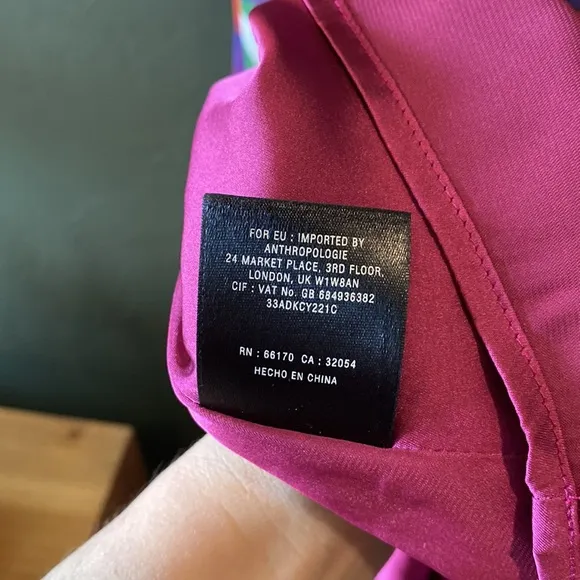 FOR EU : IMPORTED BY
ANTHROPOLOGIE
24 MARKET PLACE, 3RD FLOOR,
LONDON, UK W1W8AN
CIF : VAT No. GB 684936382
33ADKCY221C
RN : 66170 CA : 32054
HECHO EN CHINA